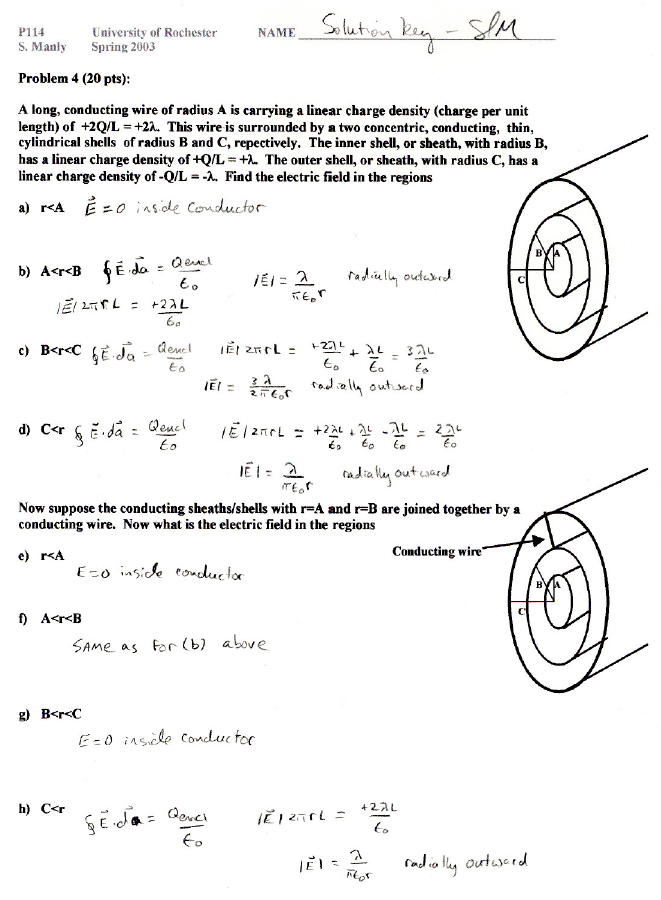 P114 University of Rochester NAME Solution key - SLM
S. Manly Spring 2003
Problem 4 (20 pts):
A long, conducting wire of radius A is carrying a linear charge density (charge per unit
length) of +2Q/L = +2λ. This wire is surrounded by a two concentric, conducting, thin,
cylindrical shells of radius B and C, repectively. The inner shell, or sheath, with radius B,
has a linear charge density of +Q/L = +λ. The outer shell, or sheath, with radius C, has a
linear charge density of -Q/L = -λ. Find the electric field in the regions
a) r<A E⃗ = 0 inside conductor
B A
C
b) A<r<B ∮ E⃗·da⃗ = Qencl/ε₀ |E⃗| = λ/πε₀r radially outward
|E⃗| 2πrL = +2λL/ε₀
c) B<r<C ∮ E⃗·da⃗ = Qencl/ε₀ |E⃗| 2πrL = +2λL/ε₀ + λL/ε₀ = 3λL/ε₀
|E⃗| = 3λ/2πε₀r radially outward
d) C<r ∮ E⃗·da⃗ = Qencl/ε₀ |E⃗| 2πrL = +2λL/ε₀ + λL/ε₀ - λL/ε₀ = 2λL/ε₀
|E⃗| = λ/πε₀r radially outward
Now suppose the conducting sheaths/shells with r=A and r=B are joined together by a
conducting wire. Now what is the electric field in the regions
Conducting wire
e) r<A
E=0 inside conductor
B A
C
f) A<r<B
SAME as for (b) above
g) B<r<C
E=0 inside conductor
h) C<r ∮ E⃗·da⃗ = Qencl/ε₀ |E⃗| 2πrL = +2λL/ε₀
|E⃗| = λ/πε₀r radially outward